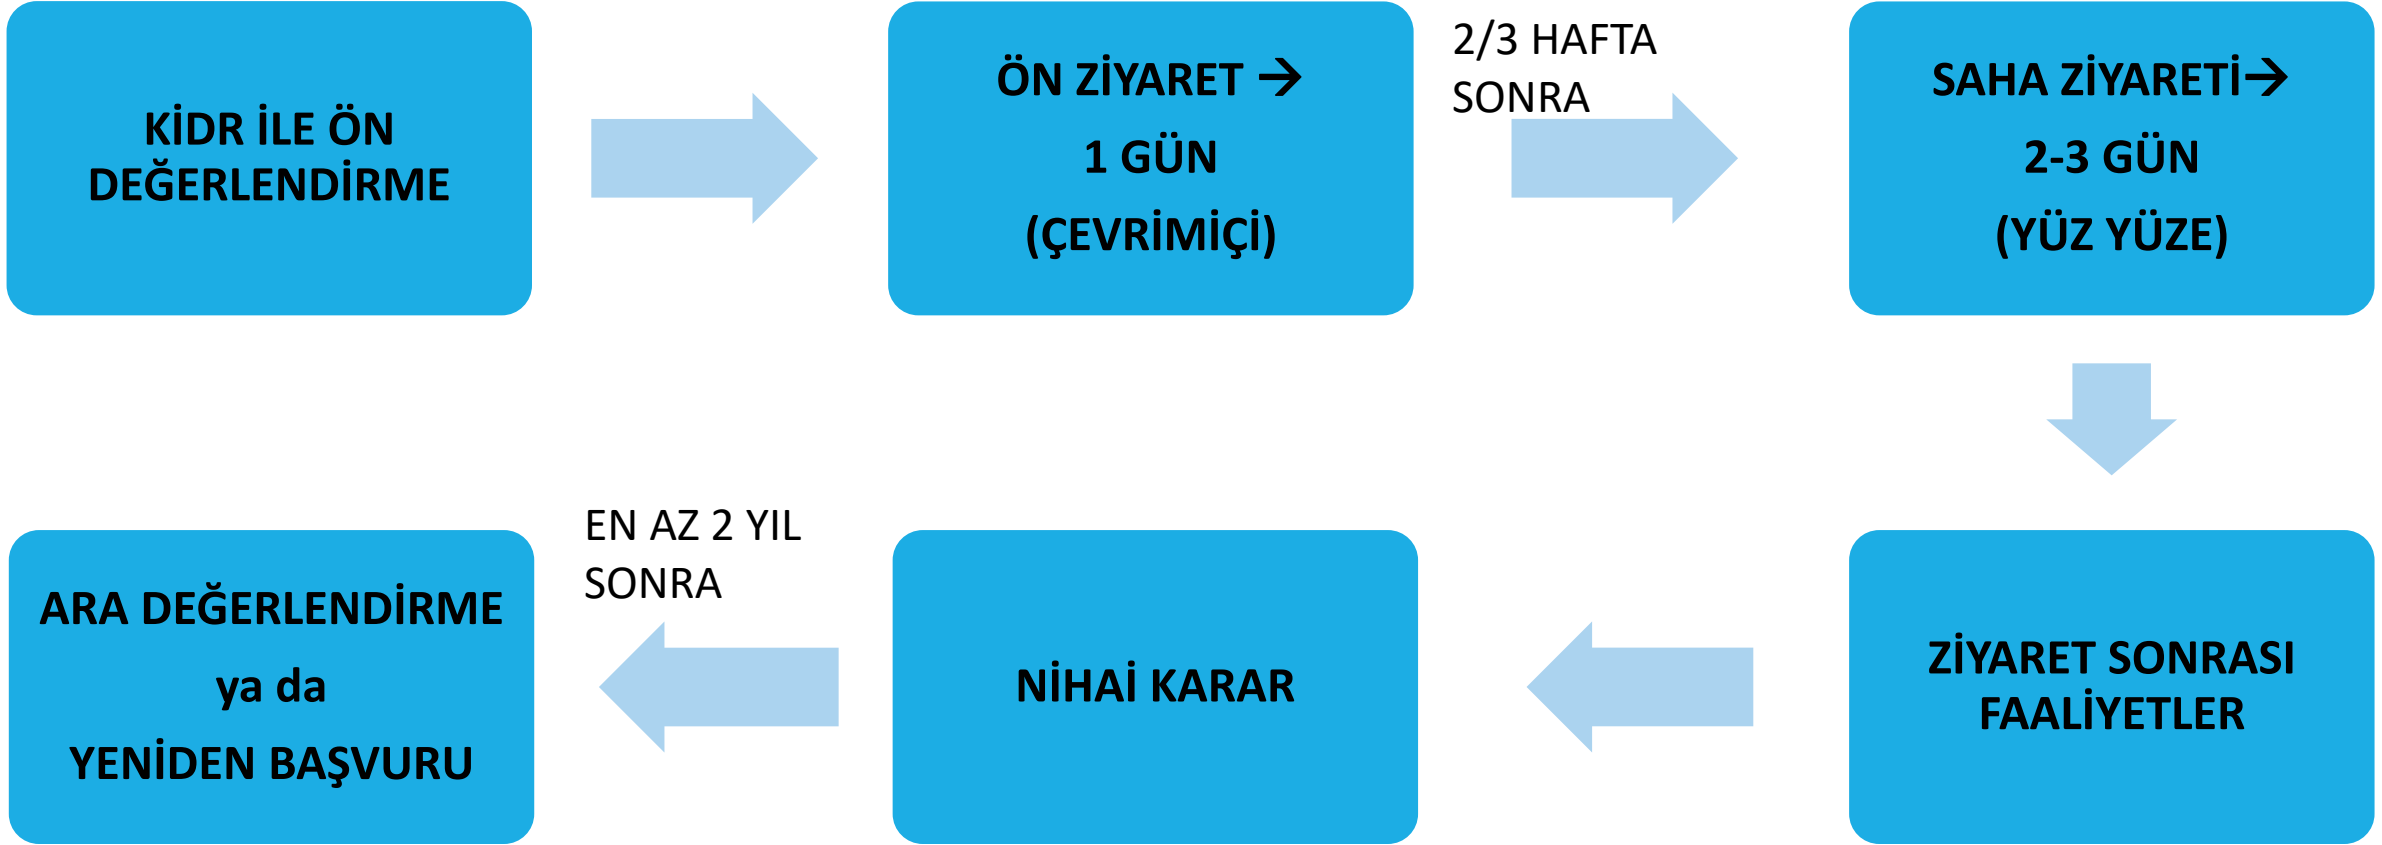 KİDR İLE ÖN
DEĞERLENDİRME
ÖN ZİYARET →
1 GÜN
(ÇEVRİMİÇİ)
2/3 HAFTA
SONRA
SAHA ZİYARETİ→
2-3 GÜN
(YÜZ YÜZE)
ZİYARET SONRASI
FAALİYETLER
NİHAİ KARAR
EN AZ 2 YIL
SONRA
ARA DEĞERLENDİRME
ya da
YENİDEN BAŞVURU